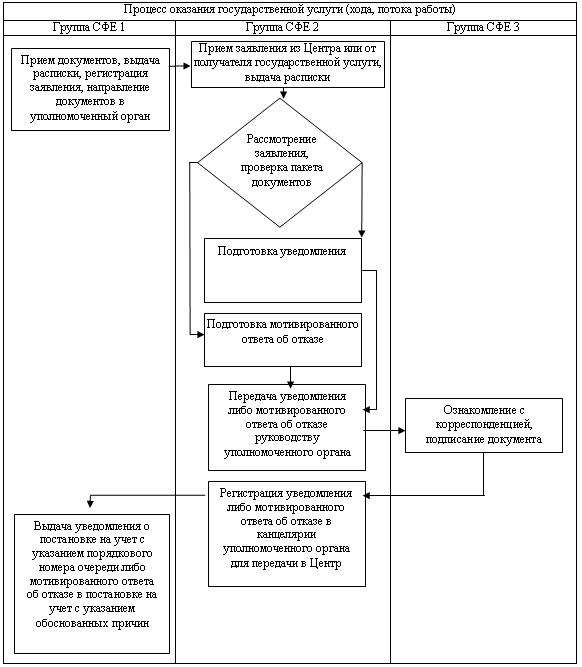 Процесс оказания государственной услуги (хода, потока работы)
Группа СФЕ 1
Группа СФЕ 2
Группа СФЕ 3
Прием документов, выдача
расписки, регистрация
заявления, направление
документов в
уполномоченный орган
Прием заявления из Центра или от
получателя государственной услуги,
выдача расписки
Рассмотрение
заявления,
проверка пакета
документов
Подготовка уведомления
Подготовка мотивированного
ответа об отказе
Передача уведомления
либо мотивированного
ответа об отказе
руководству
уполномоченного органа
Ознакомление с
корреспонденцией,
подписание документа
Регистрация уведомления
либо мотивированного
ответа об отказе в
канцелярии
уполномоченного органа
для передачи в Центр
Выдача уведомления о
постановке на учет с
указанием порядкового
номера очереди либо
мотивированного ответа
об отказе в постановке на
учет с указанием
обоснованных причин